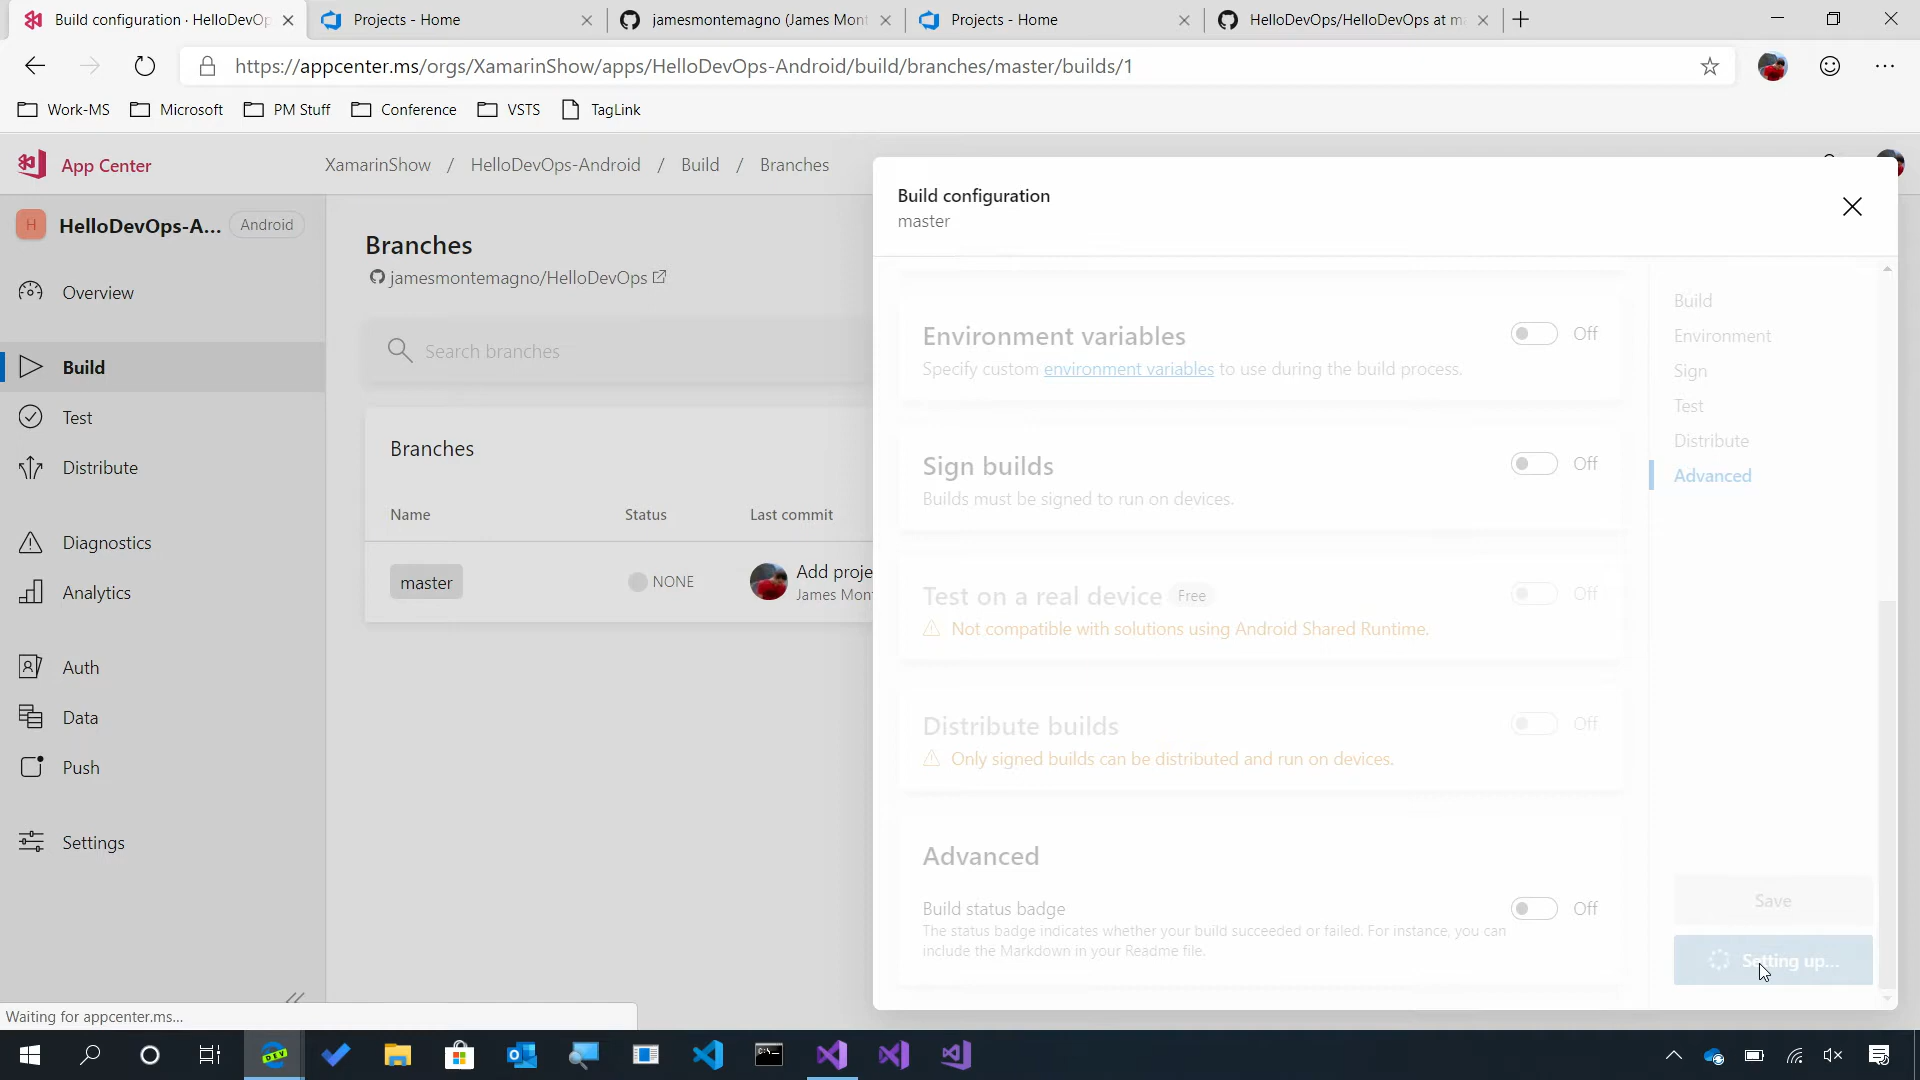 Build configuration · HelloDevOp
Projects - Home
jamesmontemagno (James Mon
Projects - Home
HelloDevOps/HelloDevOps at m
https://appcenter.ms/orgs/XamarinShow/apps/HelloDevOps-Android/build/branches/master/builds/1
Work-MS
Microsoft
PM Stuff
Conference
VSTS
TagLink
App Center
XamarinShow / HelloDevOps-Android / Build / Branches
H HelloDevOps-A... Android
Overview
Build
Test
Distribute
Diagnostics
Analytics
Auth
Data
Push
Settings
Branches
jamesmontemagno/HelloDevOps
Search branches
Branches
Name Status Last commit
master NONE Add proje
James Mon
Build configuration
master
Environment variables Off
Specify custom environment variables to use during the build process.
Sign builds Off
Builds must be signed to run on devices.
Test on a real device Free Off
Not compatible with solutions using Android Shared Runtime.
Distribute builds Off
Only signed builds can be distributed and run on devices.
Advanced
Build status badge Off
The status badge indicates whether your build succeeded or failed. For instance, you can
include the Markdown in your Readme file.
Build
Environment
Sign
Test
Distribute
Advanced
Save
Setting up...
Waiting for appcenter.ms...
DEV